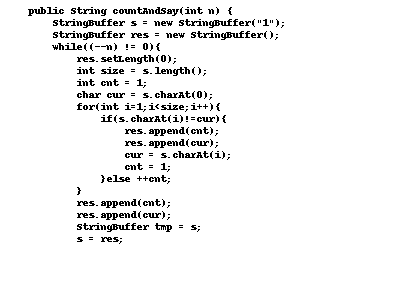 public String countAndSay(int n) {
StringBuffer s = new StringBuffer("1");
StringBuffer res = new StringBuffer();
while((--n) != 0){
res.setLength(0);
int size = s.length();
int cnt = 1;
char cur = s.charAt(0);
for(int i=1;i<size;i++){
if(s.charAt(i)!=cur){
res.append(cnt);
res.append(cur);
cur = s.charAt(i);
cnt = 1;
}else ++cnt;
}
res.append(cnt);
res.append(cur);
StringBuffer tmp = s;
s = res;